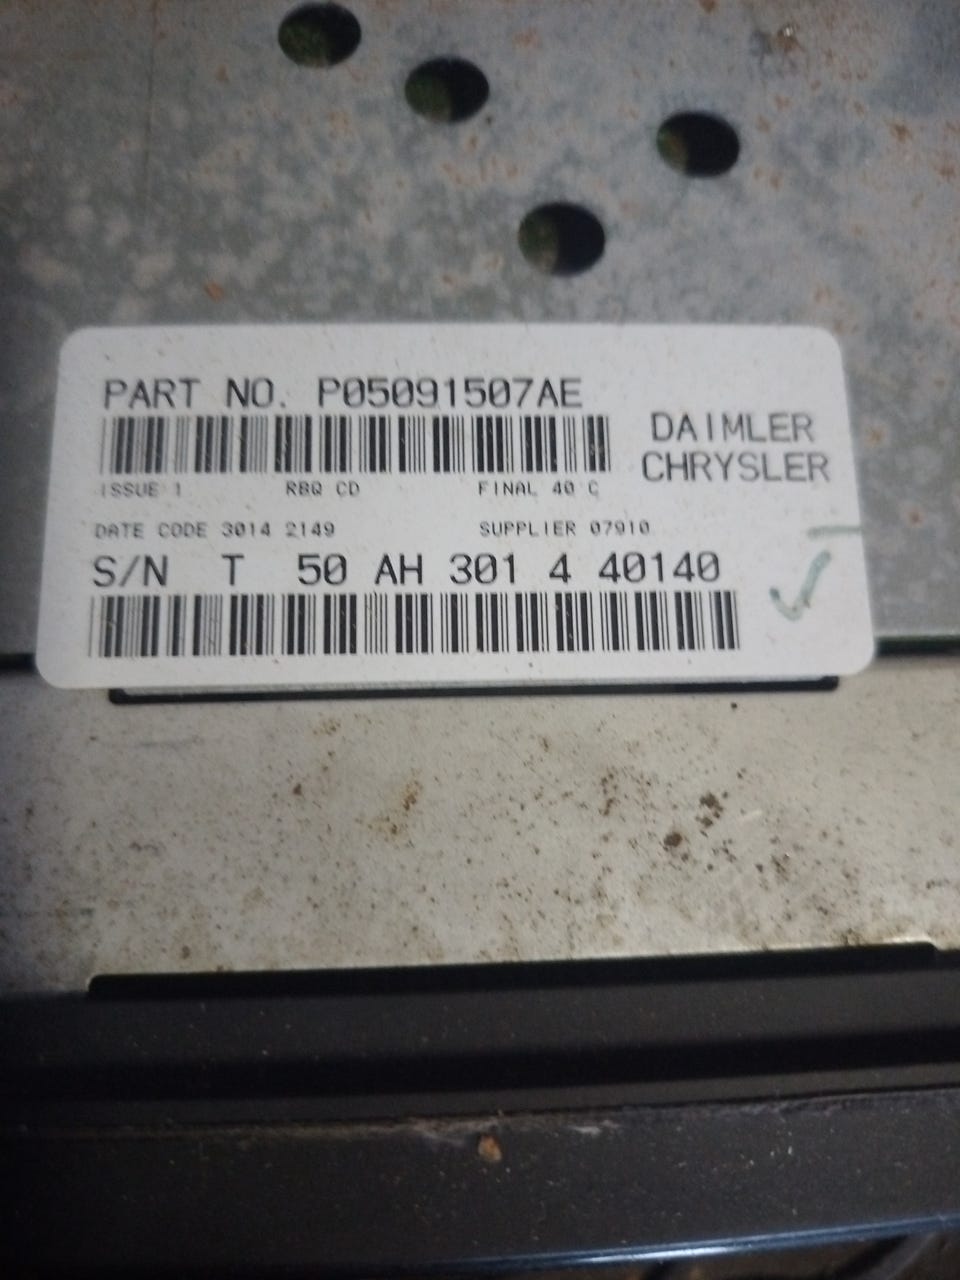 PART NO. P05091507AE
DAIMLER
CHRYSLER
ISSUE 1 RBQ CD FINAL 40 C
DATE CODE 3014 2149 SUPPLIER 07910
S/N T 50 AH 301 4 40140